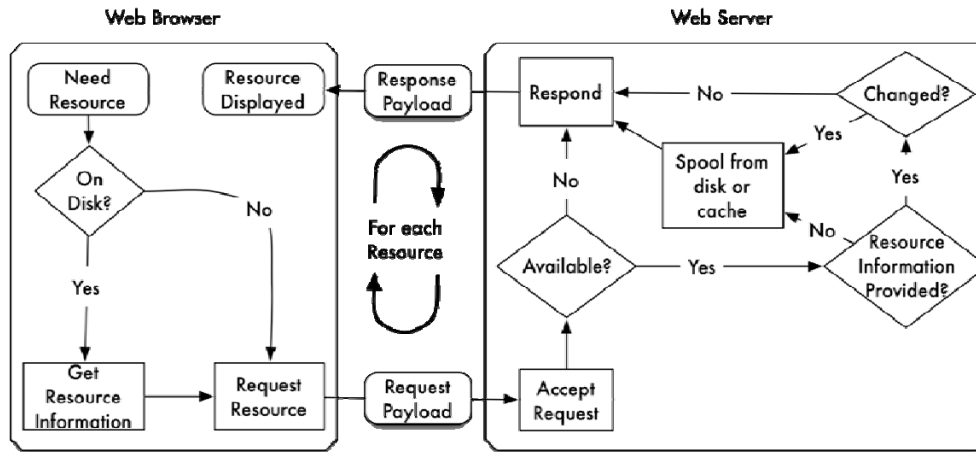 Web Browser
Web Server
Need
Resource
Resource
Displayed
Response
Payload
Respond
No
Changed?
Yes
Spool from
disk or
cache
On
Disk?
No
For each
Resource
No
Yes
No
Available?
Yes
Resource
Information
Provided?
Yes
Get
Resource
Information
Request
Resource
Request
Payload
Accept
Request